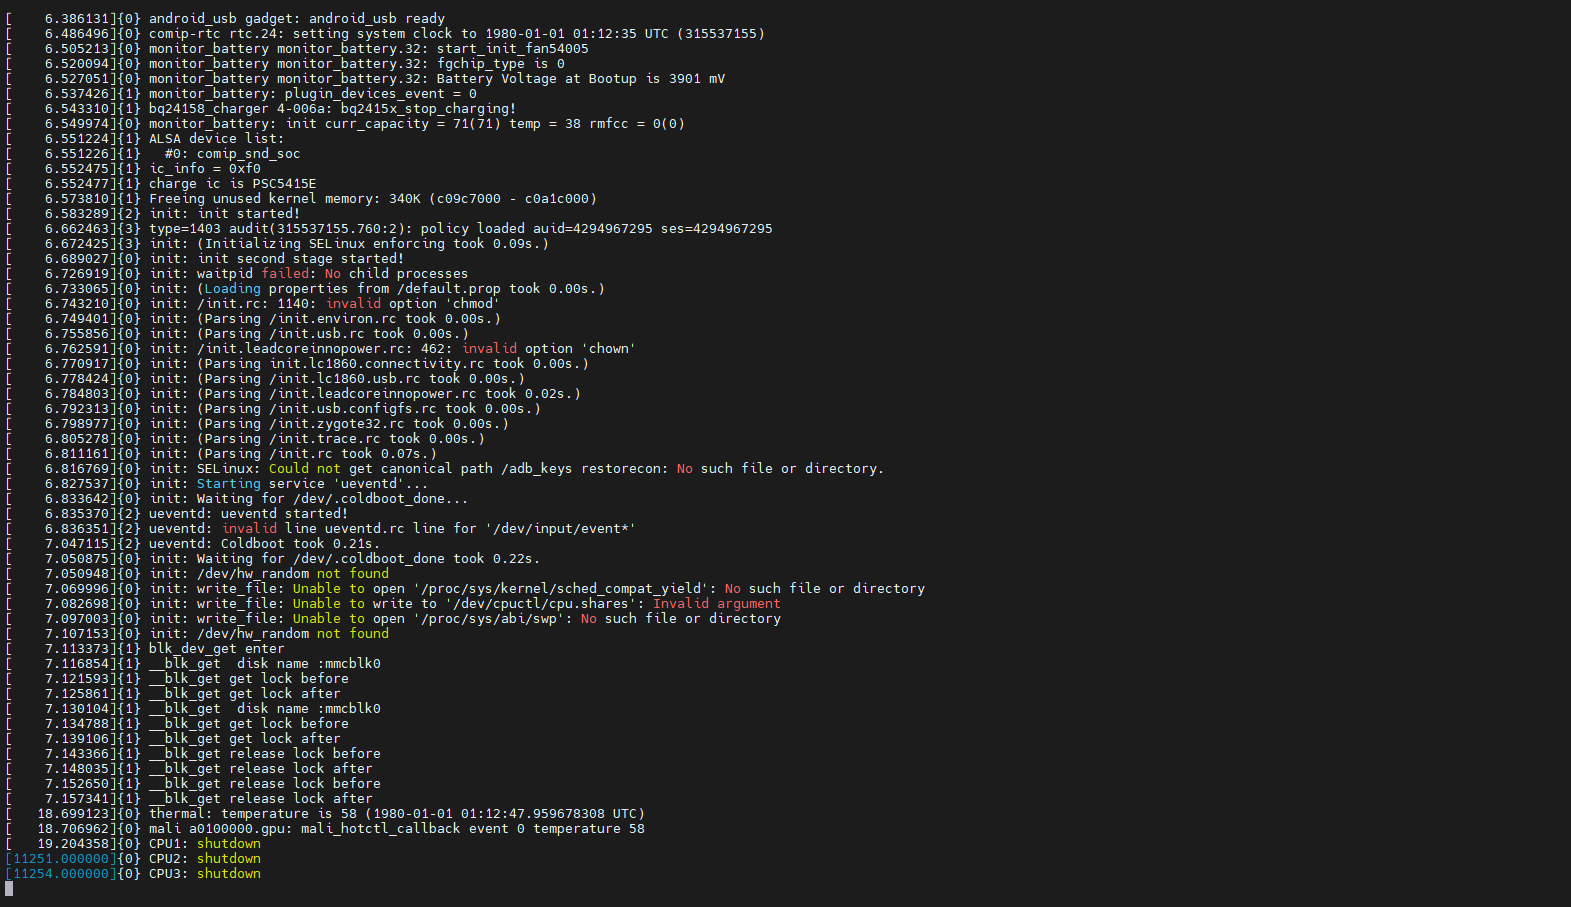 [    6.386131]{0} android_usb gadget: android_usb ready
[    6.486496]{0} comip-rtc rtc.24: setting system clock to 1980-01-01 01:12:35 UTC (315537155)
[    6.505213]{0} monitor_battery monitor_battery.32: start_init_fan54005
[    6.520094]{0} monitor_battery monitor_battery.32: fgchip_type is 0
[    6.527051]{0} monitor_battery monitor_battery.32: Battery Voltage at Bootup is 3901 mV
[    6.537426]{1} monitor_battery: plugin_devices_event = 0
[    6.543310]{1} bq24158_charger 4-006a: bq2415x_stop_charging!
[    6.549974]{0} monitor_battery: init curr_capacity = 71(71) temp = 38 rmfcc = 0(0)
[    6.551224]{1} ALSA device list:
[    6.551226]{1}   #0: comip_snd_soc
[    6.552475]{1} ic_info = 0xf0
[    6.552477]{1} charge ic is PSC5415E
[    6.573810]{1} Freeing unused kernel memory: 340K (c09c7000 - c0a1c000)
[    6.583289]{2} init: init started!
[    6.662463]{3} type=1403 audit(315537155.760:2): policy loaded auid=4294967295 ses=4294967295
[    6.672425]{3} init: (Initializing SELinux enforcing took 0.09s.)
[    6.689027]{0} init: init second stage started!
[    6.726919]{0} init: waitpid failed: No child processes
[    6.733065]{0} init: (Loading properties from /default.prop took 0.00s.)
[    6.743210]{0} init: /init.rc: 1140: invalid option 'chmod'
[    6.749401]{0} init: (Parsing /init.environ.rc took 0.00s.)
[    6.755856]{0} init: (Parsing /init.usb.rc took 0.00s.)
[    6.762591]{0} init: /init.leadcoreinnopower.rc: 462: invalid option 'chown'
[    6.770917]{0} init: (Parsing init.lc1860.connectivity.rc took 0.00s.)
[    6.778424]{0} init: (Parsing /init.lc1860.usb.rc took 0.00s.)
[    6.784803]{0} init: (Parsing /init.leadcoreinnopower.rc took 0.02s.)
[    6.792313]{0} init: (Parsing /init.usb.configfs.rc took 0.00s.)
[    6.798977]{0} init: (Parsing /init.zygote32.rc took 0.00s.)
[    6.805278]{0} init: (Parsing /init.trace.rc took 0.00s.)
[    6.811161]{0} init: (Parsing /init.rc took 0.07s.)
[    6.816769]{0} init: SELinux: Could not get canonical path /adb_keys restorecon: No such file or directory.
[    6.827537]{0} init: Starting service 'ueventd'...
[    6.833642]{0} init: Waiting for /dev/.coldboot_done...
[    6.835370]{2} ueventd: ueventd started!
[    6.836351]{2} ueventd: invalid line ueventd.rc line for '/dev/input/event*'
[    7.047115]{2} ueventd: Coldboot took 0.21s.
[    7.050875]{0} init: Waiting for /dev/.coldboot_done took 0.22s.
[    7.050948]{0} init: /dev/hw_random not found
[    7.069996]{0} init: write_file: Unable to open '/proc/sys/kernel/sched_compat_yield': No such file or directory
[    7.082698]{0} init: write_file: Unable to write to '/dev/cpuctl/cpu.shares': Invalid argument
[    7.097003]{0} init: write_file: Unable to open '/proc/sys/abi/swp': No such file or directory
[    7.107153]{0} init: /dev/hw_random not found
[    7.113373]{1} blk_dev_get enter
[    7.116854]{1} __blk_get  disk name :mmcblk0
[    7.121593]{1} __blk_get get lock before
[    7.125861]{1} __blk_get get lock after
[    7.130104]{1} __blk_get  disk name :mmcblk0
[    7.134788]{1} __blk_get get lock before
[    7.139106]{1} __blk_get get lock after
[    7.143366]{1} __blk_get release lock before
[    7.148035]{1} __blk_get release lock after
[    7.152650]{1} __blk_get release lock before
[    7.157341]{1} __blk_get release lock after
[   18.699123]{0} thermal: temperature is 58 (1980-01-01 01:12:47.959678308 UTC)
[   18.706962]{0} mali a0100000.gpu: mali_hotctl_callback event 0 temperature 58
[   19.204358]{0} CPU1: shutdown
[11251.000000]{0} CPU2: shutdown
[11254.000000]{0} CPU3: shutdown